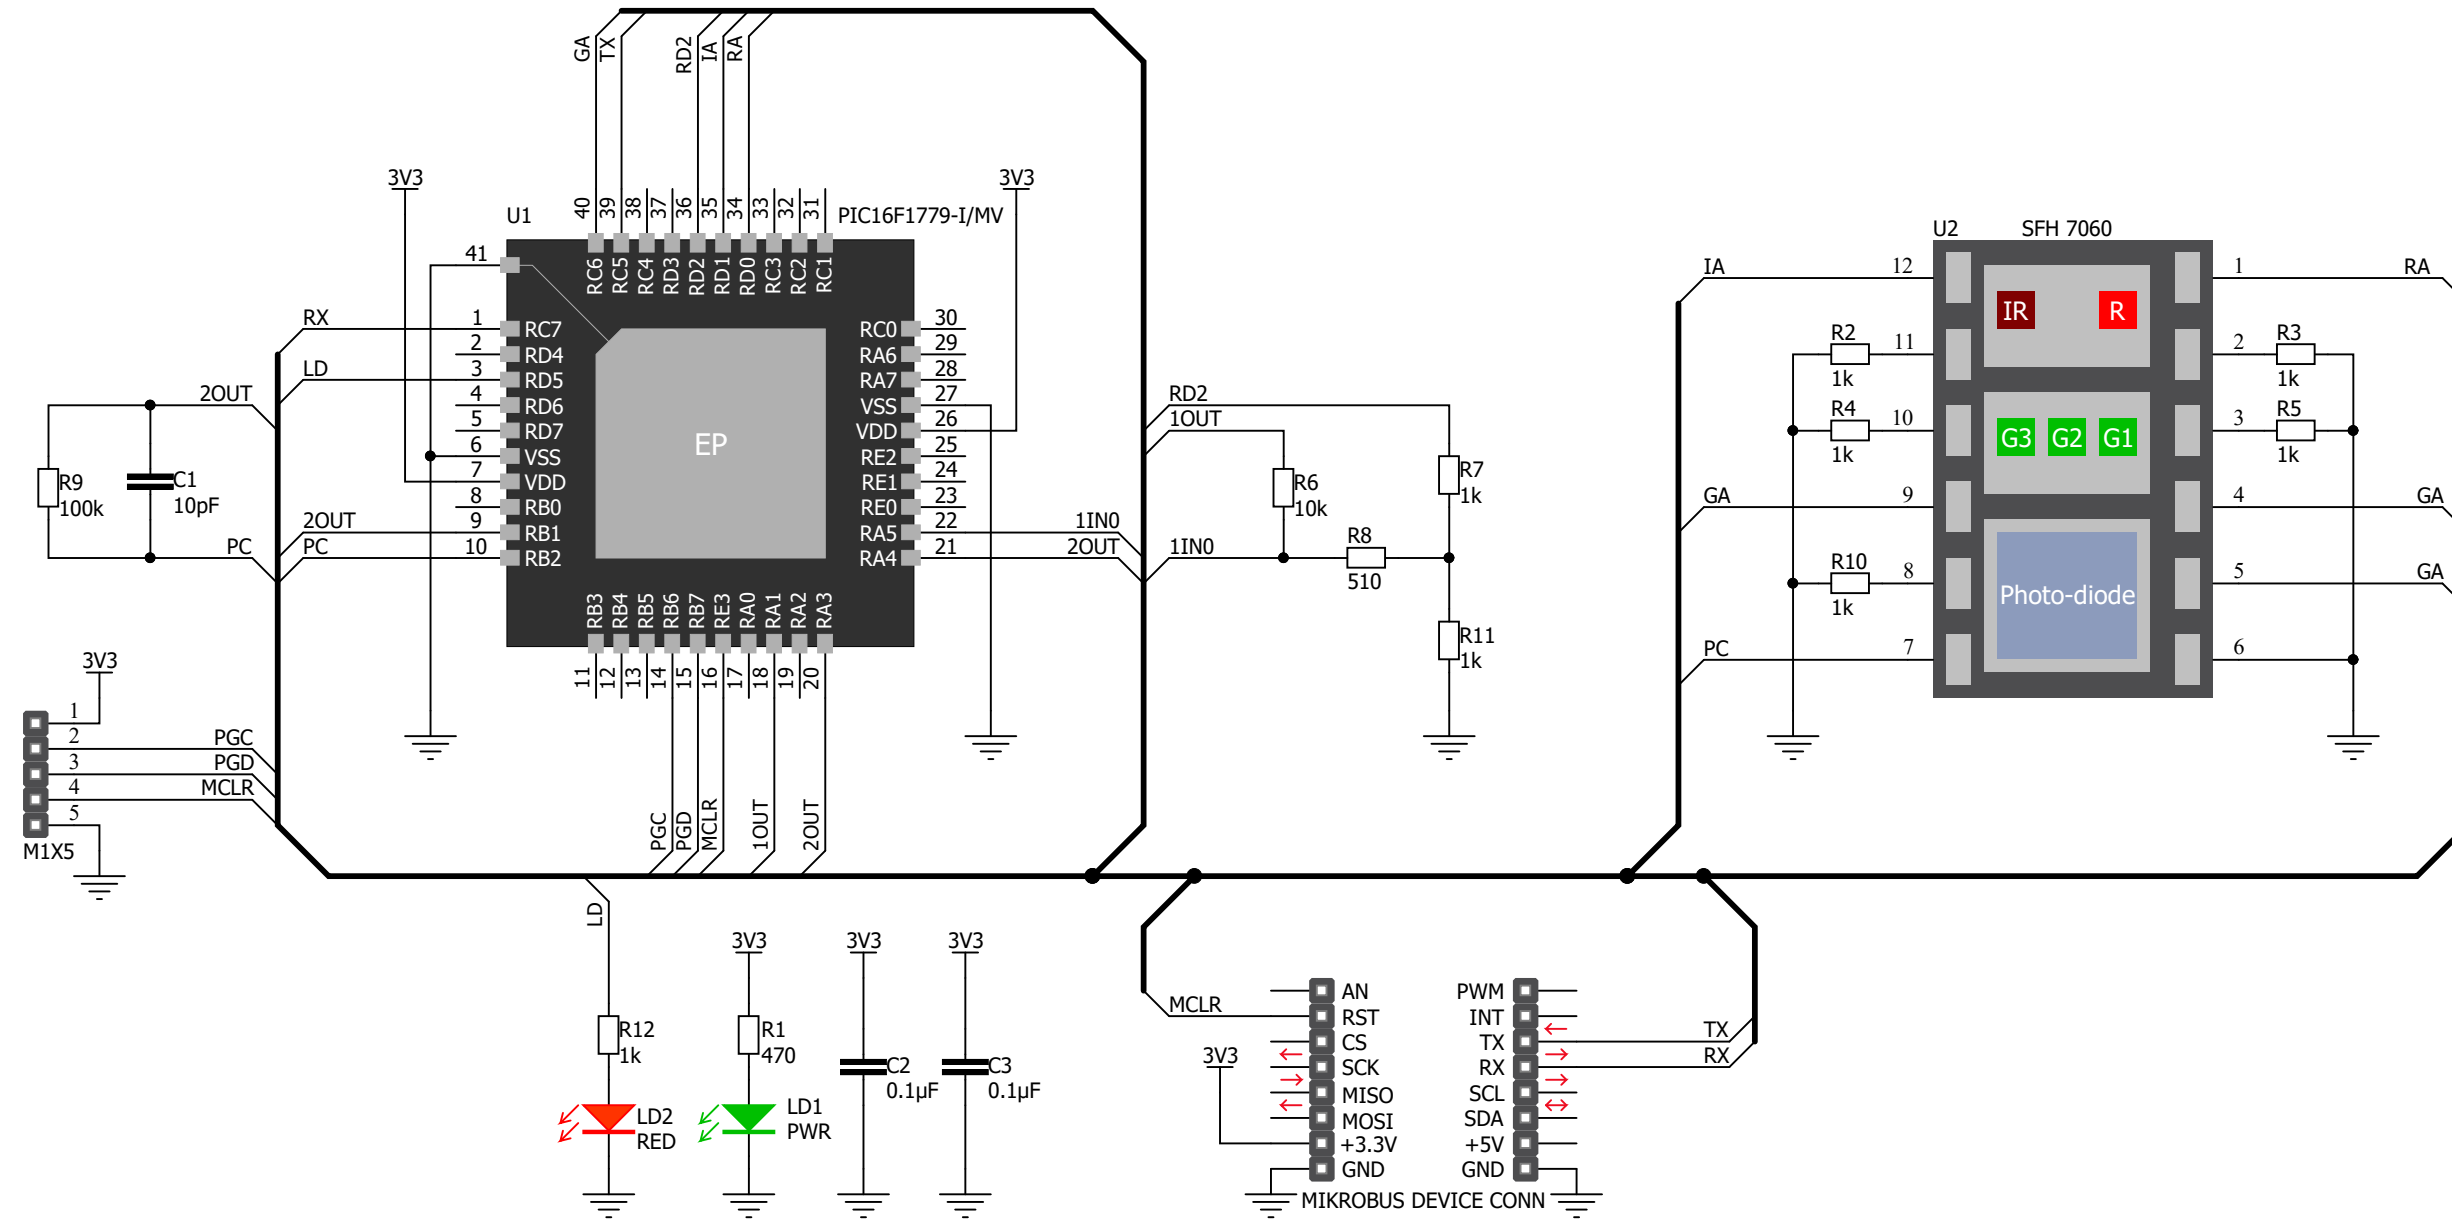 GA
TX
RD2
IA
RA
3V3
3V3
U1
PIC16F1779-I/MV
40
39
38
37
36
35
34
33
32
31
RC6
RC5
RC4
RD3
RD2
RD1
RD0
RC3
RC2
RC1
41
RX 1 RC7
2 RD4
LD 3 RD5
4 RD6
5 RD7
6 VSS
7 VDD
8 RB0
2OUT 9 RB1
PC 10 RB2
EP
RC0 30
RA6 29
RA7 28
VSS 27
VDD 26
RE2 25
RE1 24
RE0 23
RA5 22 1IN0
RA4 21 2OUT
RB3
RB4
RB5
RB6
RB7
RE3
RA0
RA1
RA2
RA3
11
12
13
14
15
16
17
18
19
20
PGC
PGD
MCLR
1OUT
2OUT
2OUT
R9
100k
C1
10pF
PC
3V3
1
2 PGC
3 PGD
4 MCLR
5
M1X5
RD2
1OUT
R6
10k
R7
1k
1IN0
R8
510
R11
1k
U2 SFH 7060
IA 12
R2 11
1k
R4 10
1k
GA 9
R10 8
1k
PC 7
IR R
G3 G2 G1
Photo-diode
1 RA
2 R3
1k
3 R5
1k
4 GA
5 GA
6
LD
R12
1k
LD2
RED
3V3
R1
470
LD1
PWR
3V3
C2
0.1µF
3V3
C3
0.1µF
MCLR
3V3
AN
RST
CS
SCK
MISO
MOSI
+3.3V
GND
PWM
INT
TX
RX
SCL
SDA
+5V
GND
TX
RX
MIKROBUS DEVICE CONN